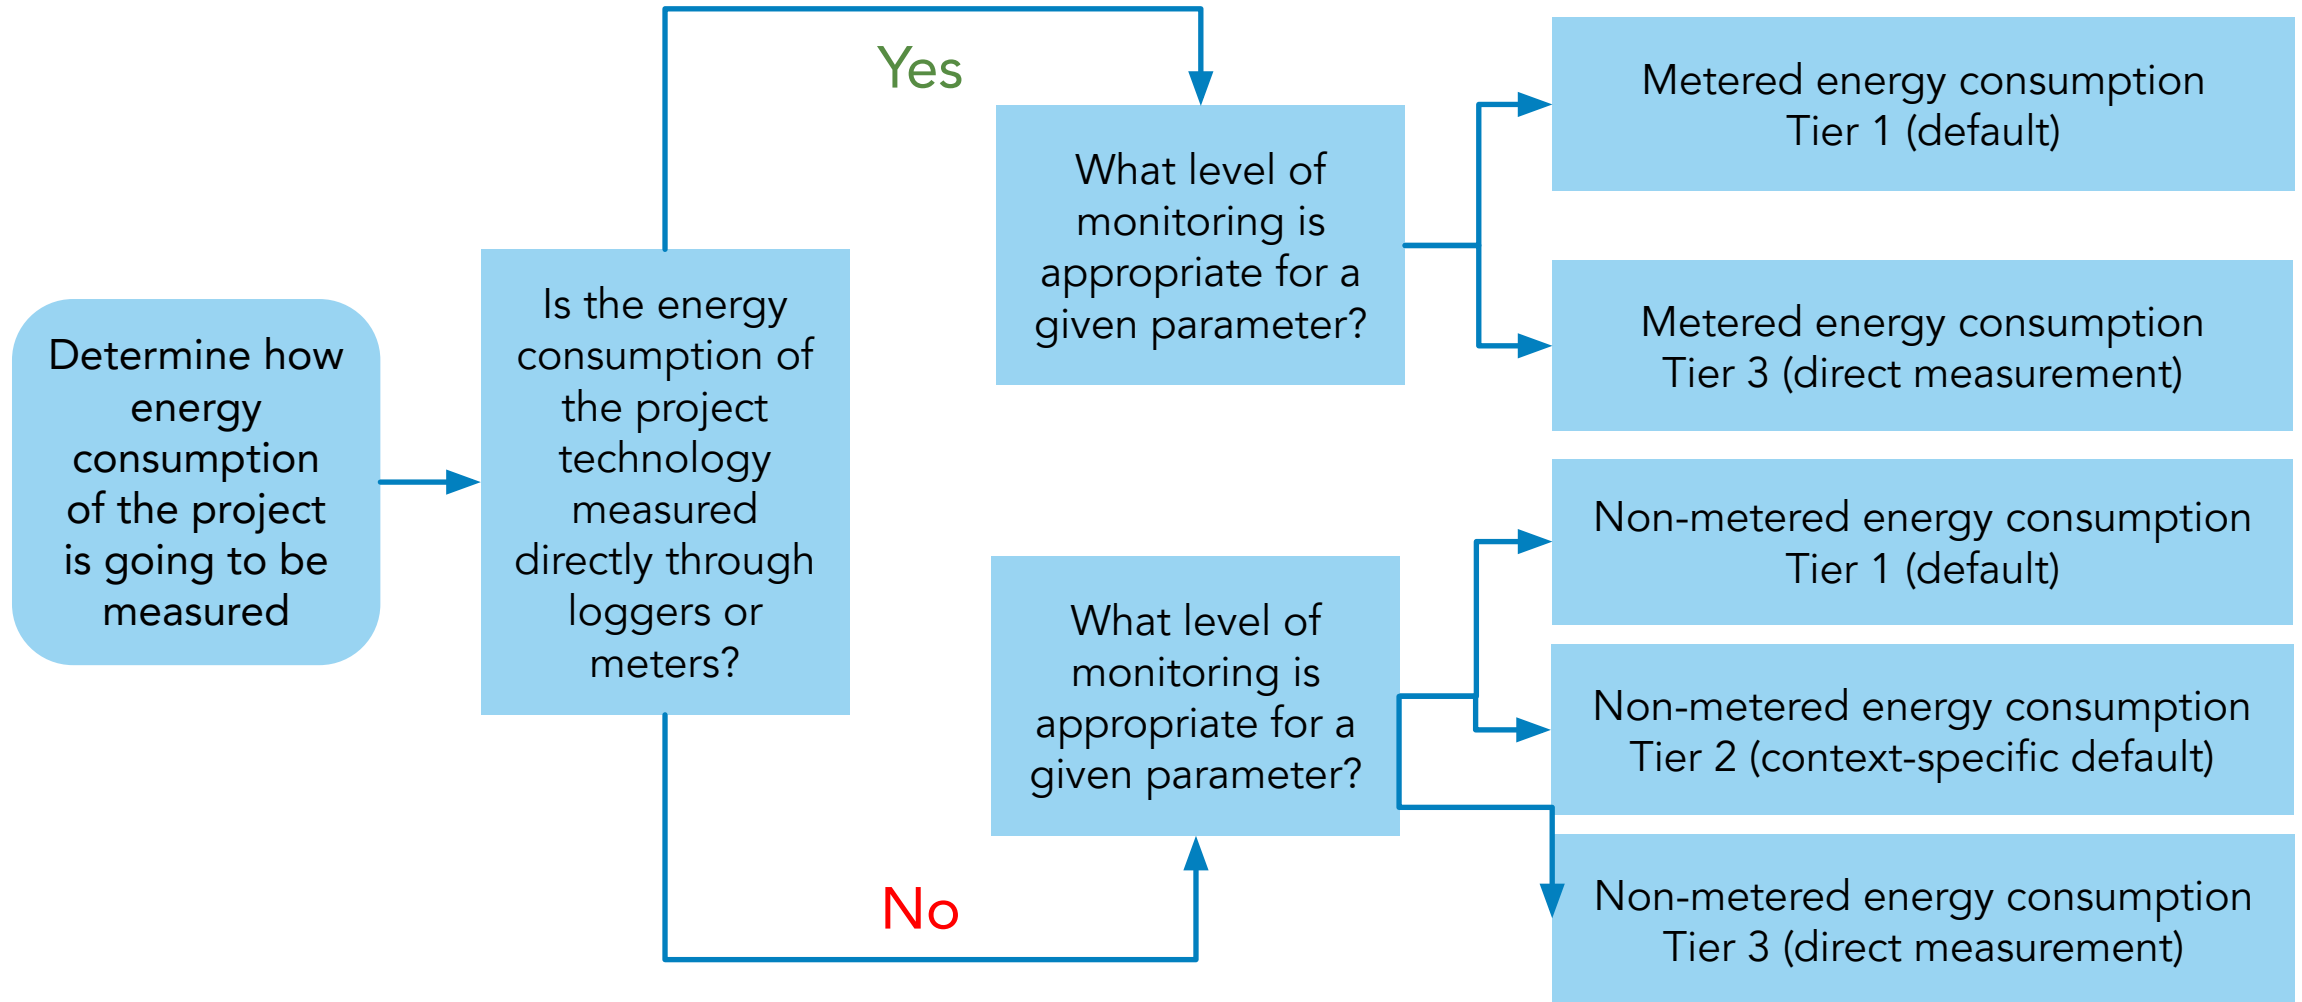 Determine how
energy
consumption
of the project
is going to be
measured
Is the energy
consumption of
the project
technology
measured
directly through
loggers or
meters?
Yes
No
What level of
monitoring is
appropriate for a
given parameter?
What level of
monitoring is
appropriate for a
given parameter?
Metered energy consumption
Tier 1 (default)
Metered energy consumption
Tier 3 (direct measurement)
Non-metered energy consumption
Tier 1 (default)
Non-metered energy consumption
Tier 2 (context-specific default)
Non-metered energy consumption
Tier 3 (direct measurement)